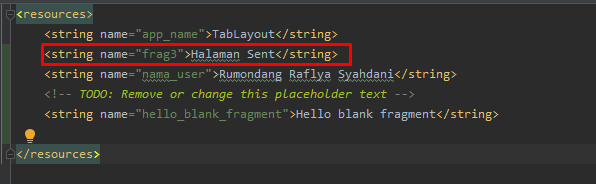 <resources>
<string name="app_name">TabLayout</string>
<string name="frag3">Halaman Sent</string>
<string name="nama_user">Rumondang Raflya Syahdani</string>
<!-- TODO: Remove or change this placeholder text -->
<string name="hello_blank_fragment">Hello blank fragment</string>
</resources>